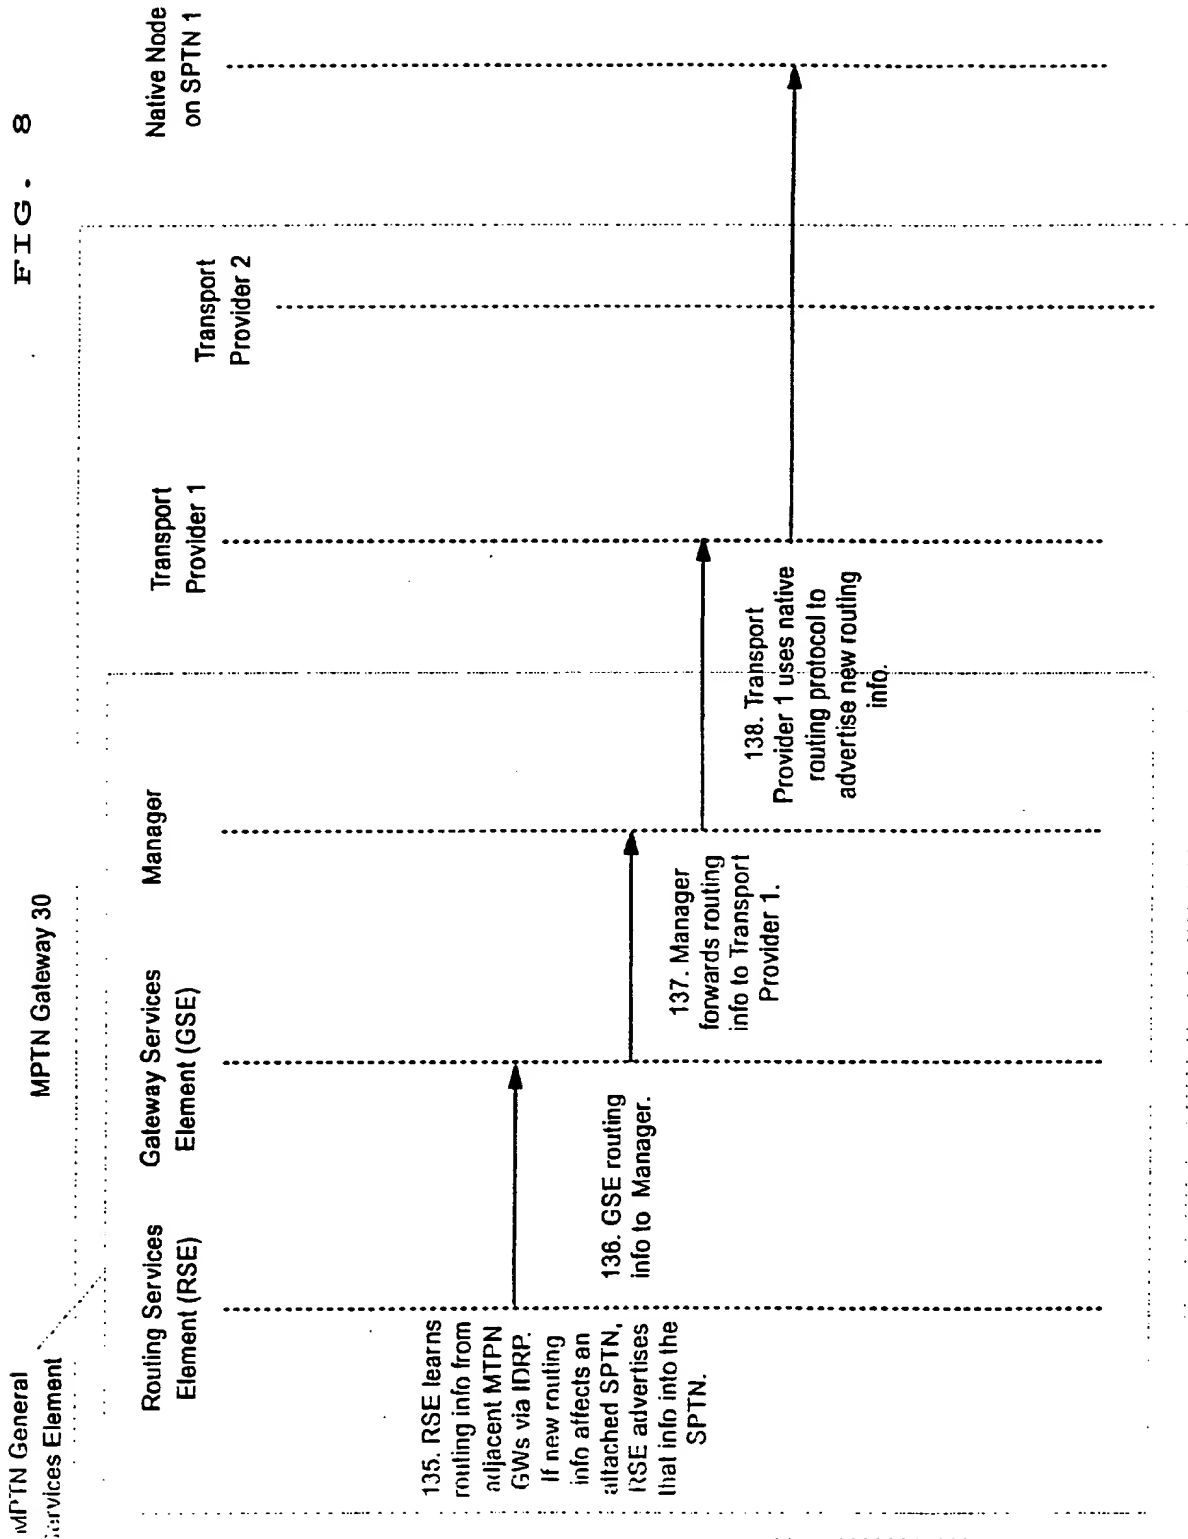 FIG. 8
MPTN General
Services Element
MPTN Gateway 30
Routing Services
Element (RSE)
Gateway Services
Element (GSE)
Manager
Transport
Provider 1
Transport
Provider 2
Native Node
on SPTN 1
135. RSE learns
routing info from
adjacent MTPN
GWs via IDRP.
If new routing
info affects an
attached SPTN,
RSE advertises
that info into the
SPTN.
136. GSE routing
info to Manager.
137. Manager
forwards routing
info to Transport
Provider 1.
138. Transport
Provider 1 uses native
routing protocol to
advertise new routing
info.